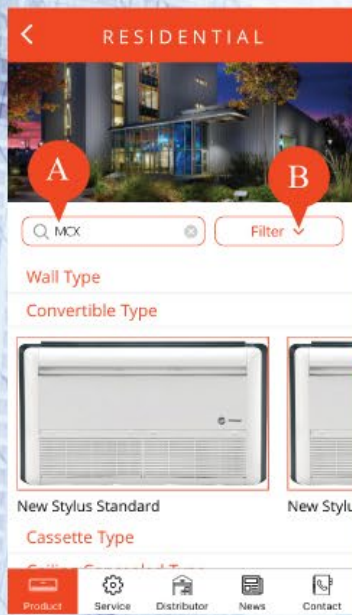 RESIDENTIAL
A
B
MCX
Filter
Wall Type
Convertible Type
New Stylus Standard
New Stylu
Cassette Type
Product
Service
Distributor
News
Contact